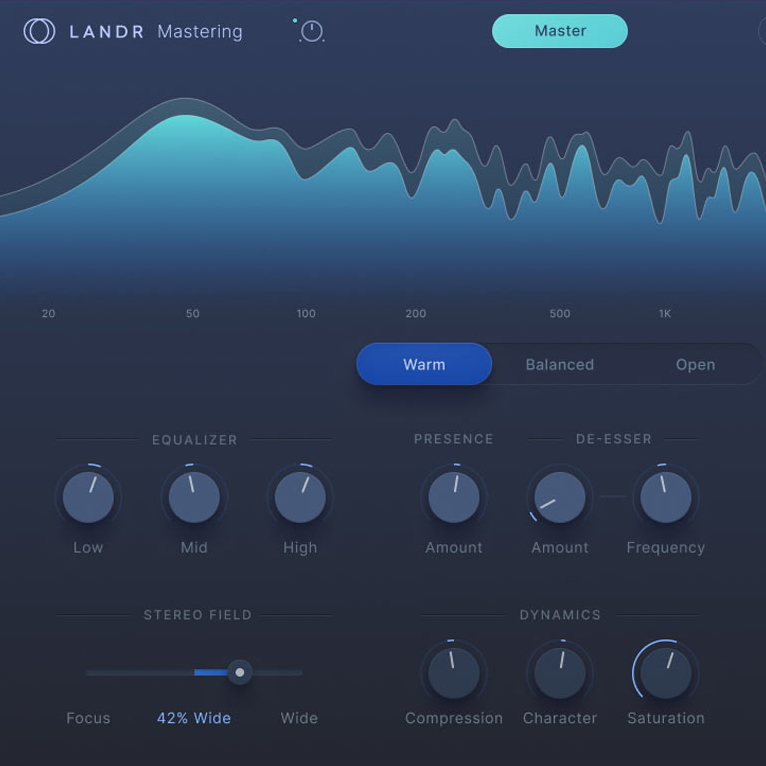 LANDR Mastering
Master
20 50 100 200 500 1K
Warm Balanced Open
EQUALIZER PRESENCE DE-ESSER
Low Mid High Amount Amount Frequency
STEREO FIELD DYNAMICS
Focus 42% Wide Wide Compression Character Saturation